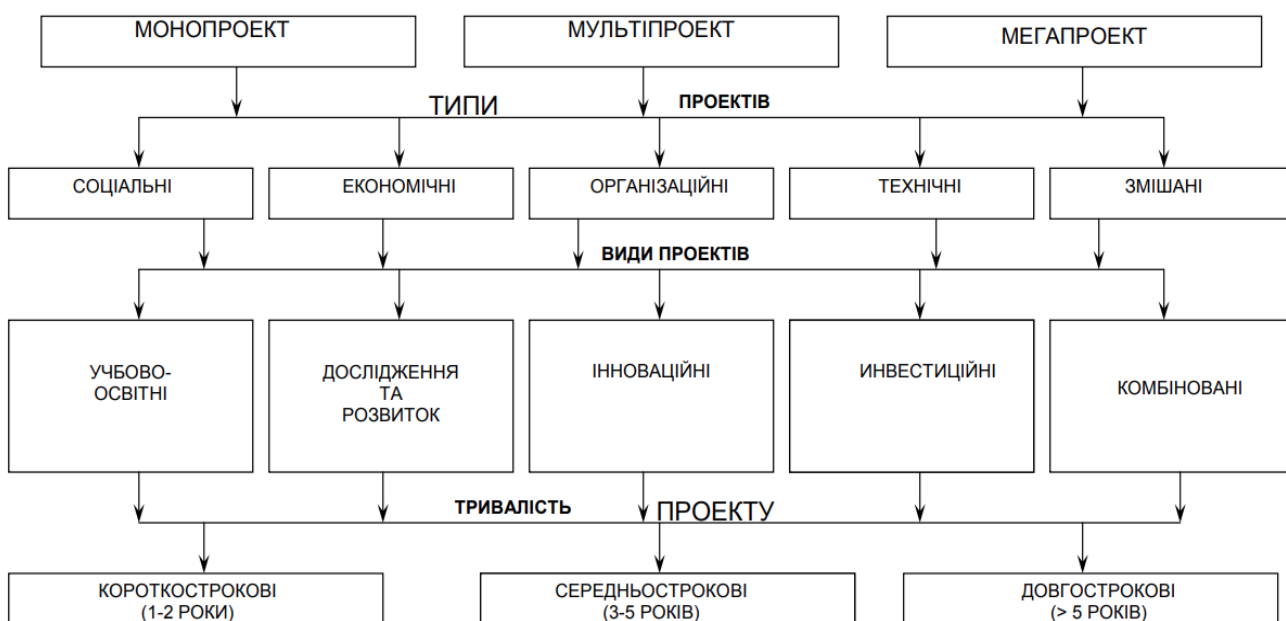 МОНОПРОЕКТ
МУЛЬТІПРОЕКТ
МЕГАПРОЕКТ
ТИПИ ПРОЕКТІВ
СОЦІАЛЬНІ
ЕКОНОМІЧНІ
ОРГАНІЗАЦІЙНІ
ТЕХНІЧНІ
ЗМІШАНІ
ВИДИ ПРОЕКТІВ
УЧБОВО-
ОСВІТНІ
ДОСЛІДЖЕННЯ
ТА
РОЗВИТОК
ІННОВАЦІЙНІ
ИНВЕСТИЦІЙНІ
КОМБІНОВАНІ
ТРИВАЛІСТЬ ПРОЕКТУ
КОРОТКОСТРОКОВІ
(1-2 РОКИ)
СЕРЕДНЬОСТРОКОВІ
(3-5 РОКІВ)
ДОВГОСТРОКОВІ
(> 5 РОКІВ)